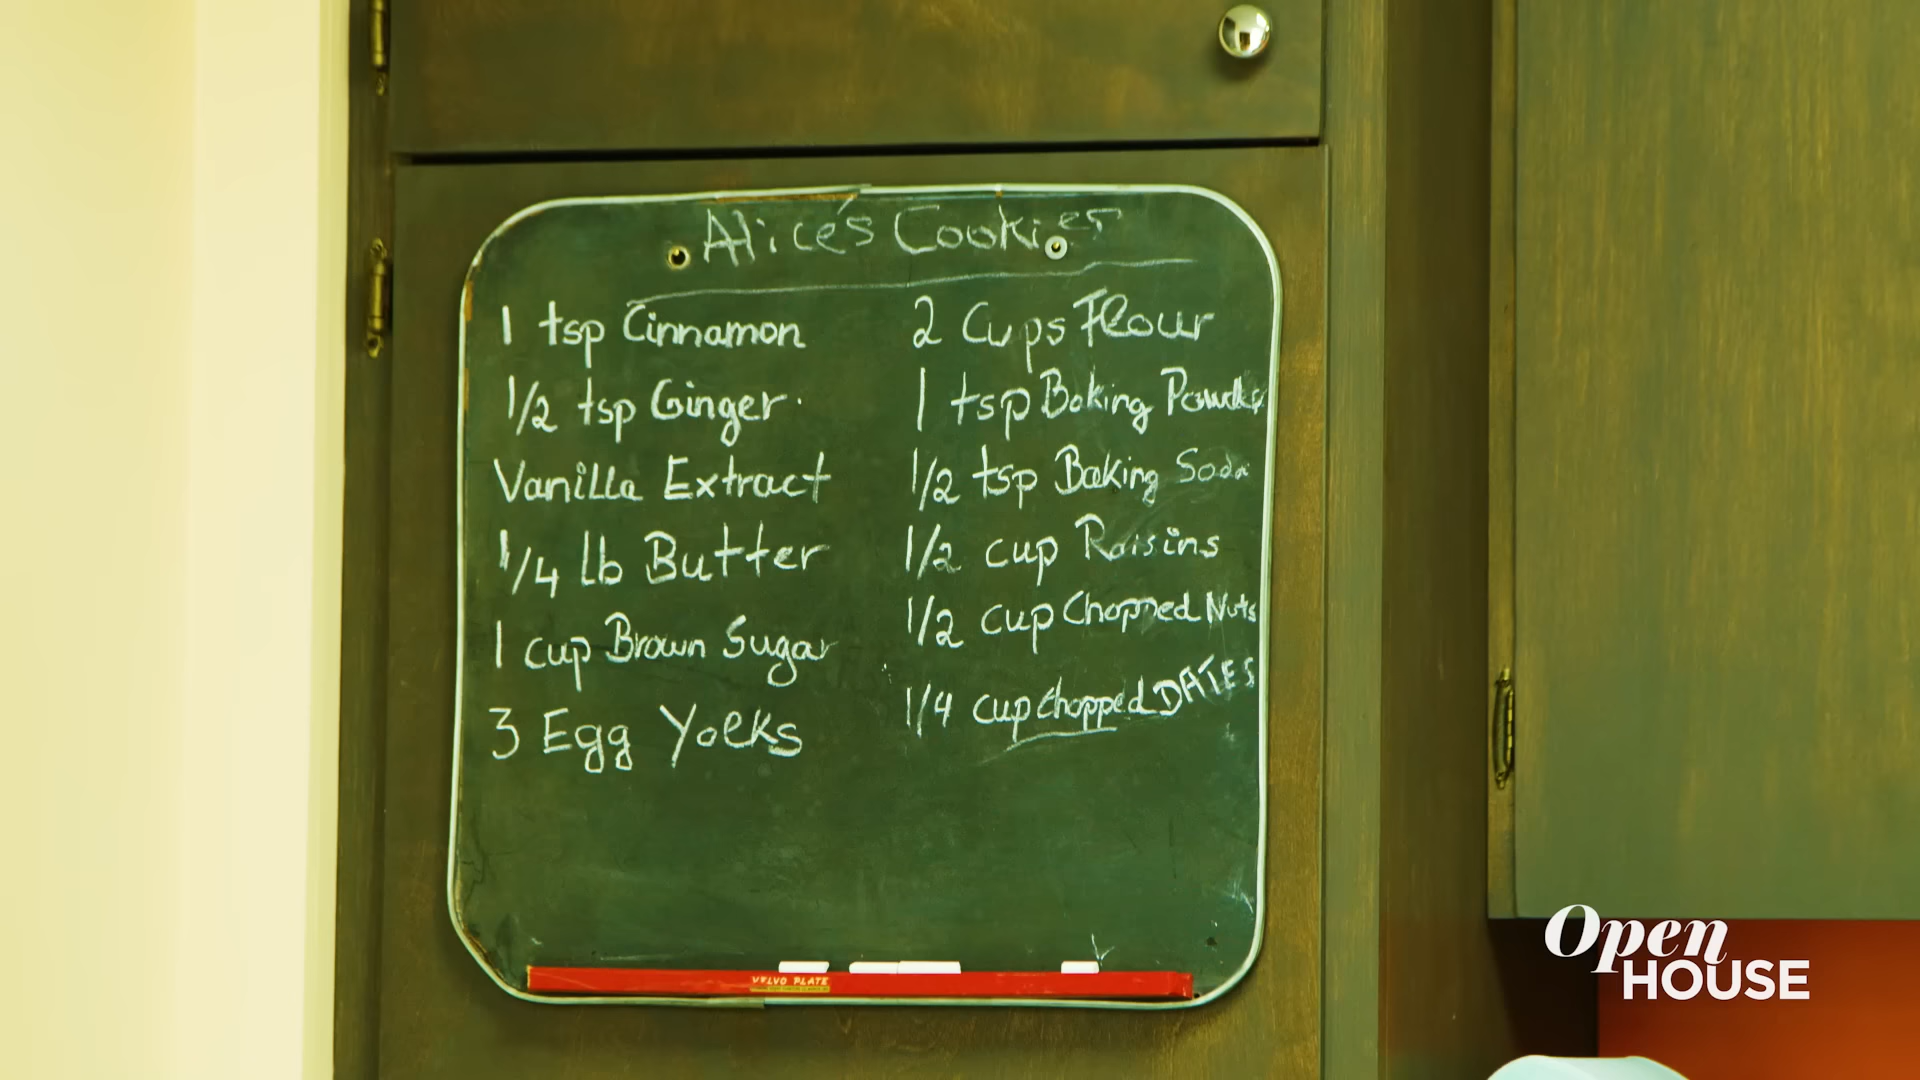 Alice's Cookies
1 tsp Cinnamon
1/2 tsp Ginger
Vanilla Extract
1/4 lb Butter
1 cup Brown Sugar
3 Egg Yolks
2 Cups Flour
1 tsp Baking Powder
1/2 tsp Baking Soda
1/2 cup Raisins
1/2 cup Chopped Nuts
1/4 cup Chopped DATES
VELVO PLATE
Open
HOUSE